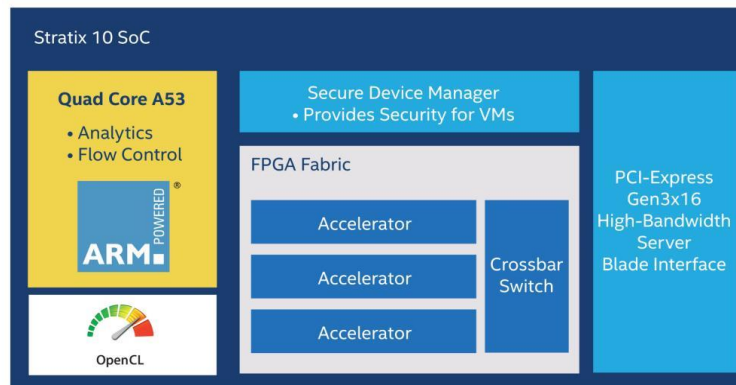 Stratix 10 SoC
Quad Core A53
• Analytics
• Flow Control
ARM® POWERED
OpenCL
Secure Device Manager
• Provides Security for VMs
FPGA Fabric
Accelerator
Accelerator
Accelerator
Crossbar
Switch
PCI-Express
Gen3x16
High-Bandwidth
Server
Blade Interface